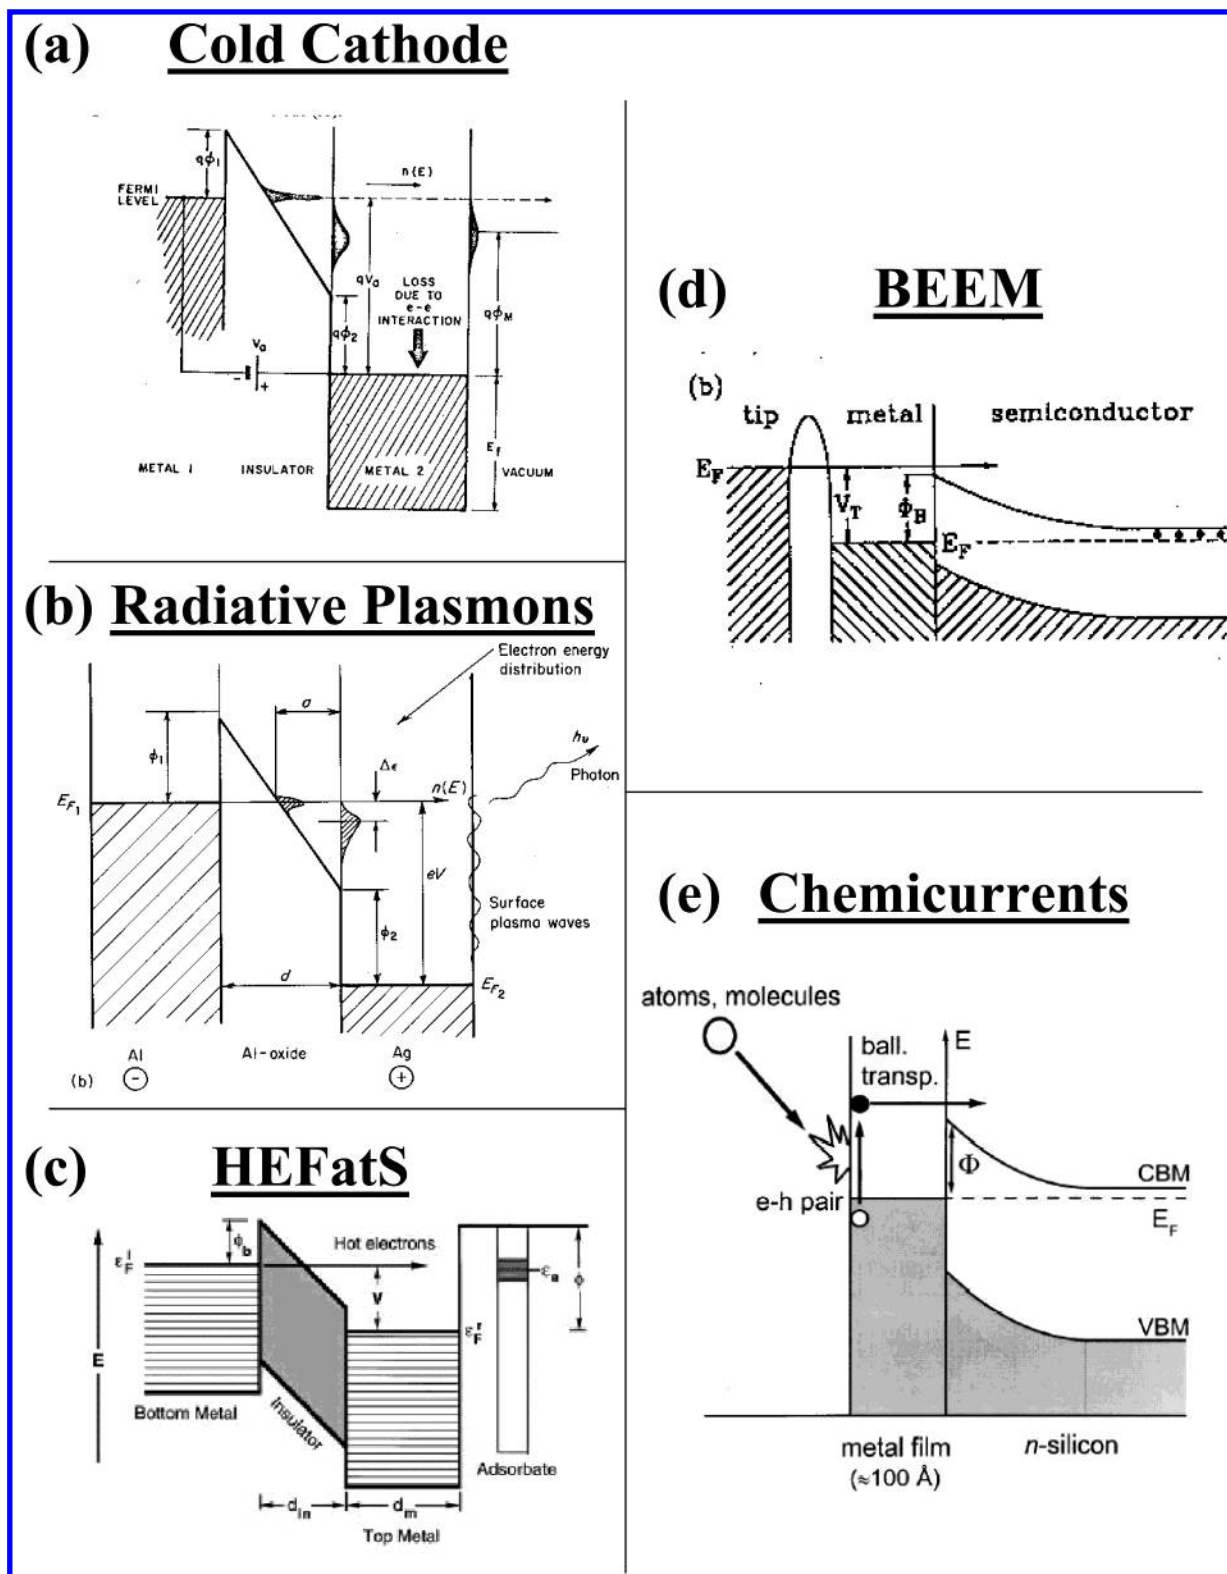 (a) Cold Cathode
qϕ1
FERMI
LEVEL
n(E)
qVa
LOSS
DUE TO
e-e
INTERACTION
qϕM
qϕ2
Va
- +
Ef
METAL 1 INSULATOR METAL 2 VACUUM
(b) Radiative Plasmons
Electron energy
distribution
a
ϕ1
Δϵ
hν
Photon
EF1
n(E)
eV
Surface
plasma waves
ϕ2
d
EF2
Al Al-oxide Ag
(b) - +
(c) HEFatS
ϕb
Hot electrons
εFl
V
εa
ϕ
εFr
E
Bottom Metal
Insulator
Adsorbate
din dm
Top Metal
(d) BEEM
(b)
tip metal semiconductor
EF
VT ΦB
EF
(e) Chemicurrents
atoms, molecules
ball.
transp.
E
Φ
CBM
e-h pair
EF
VBM
metal film
(≈100 Å)
n-silicon